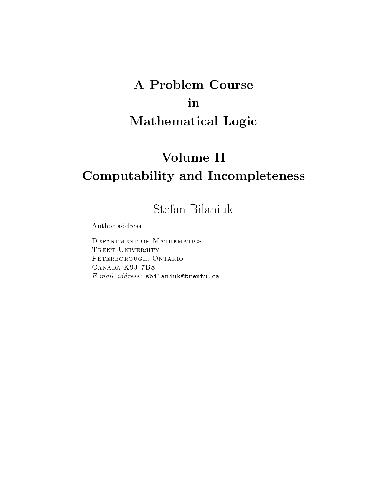 A Problem Course
in
Mathematical Logic
Volume II
Computability and Incompleteness
Stefan Bilaniuk
Author address:
Department of Mathematics
Trent University
Peterborough, Ontario
Canada K9J 7B8
E-mail address: sbilaniuk@trentu.ca